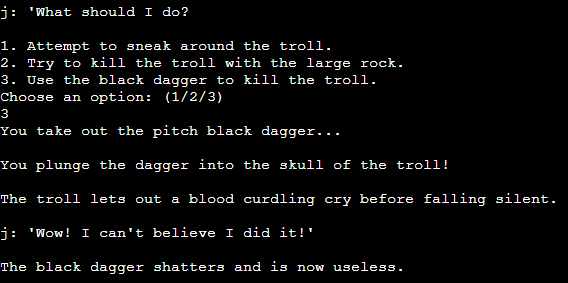 j: 'What should I do?
1. Attempt to sneak around the troll.
2. Try to kill the troll with the large rock.
3. Use the black dagger to kill the troll.
Choose an option: (1/2/3)
3
You take out the pitch black dagger...
You plunge the dagger into the skull of the troll!
The troll lets out a blood curdling cry before falling silent.
j: 'Wow! I can't believe I did it!'
The black dagger shatters and is now useless.